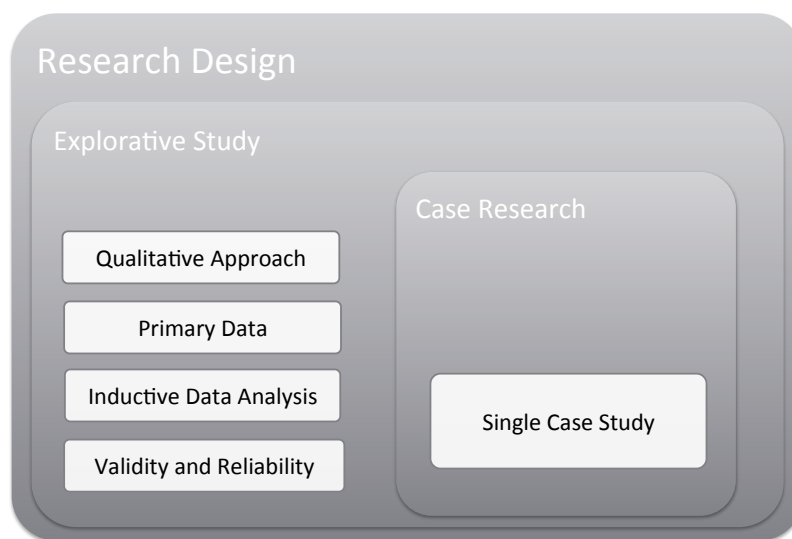 Research Design
Explorative Study
Case Research
Qualitative Approach
Primary Data
Inductive Data Analysis
Validity and Reliability
Single Case Study